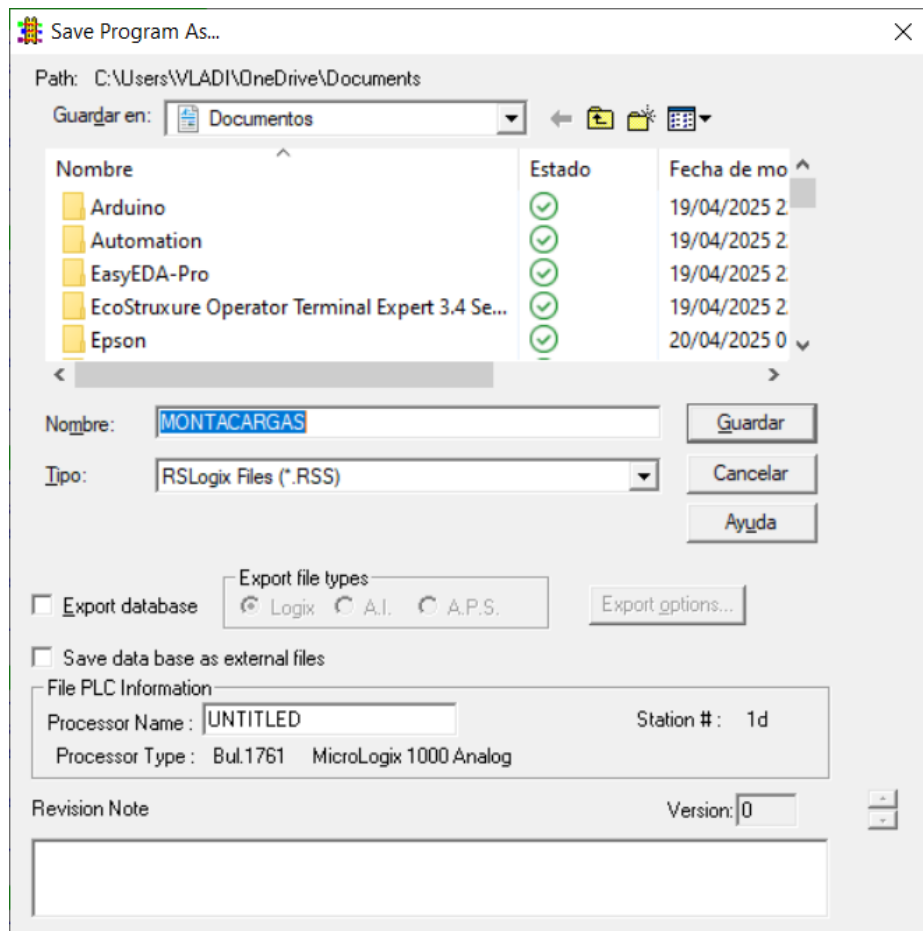 Save Program As...
Path: C:\Users\VLADI\OneDrive\Documents
Guardar en: Documentos
Nombre Estado Fecha de mo
Arduino 19/04/2025 2
Automation 19/04/2025 2
EasyEDA-Pro 19/04/2025 2
EcoStruxure Operator Terminal Expert 3.4 Se... 19/04/2025 2
Epson 20/04/2025 0
Nombre: MONTACARGAS Guardar
Tipo: RSLogix Files (*.RSS) Cancelar
Ayuda
Export file types
Export database Logix A.I. A.P.S. Export options...
Save data base as external files
File PLC Information
Processor Name : UNTITLED Station # : 1d
Processor Type : Bul.1761 MicroLogix 1000 Analog
Revision Note Version: 0